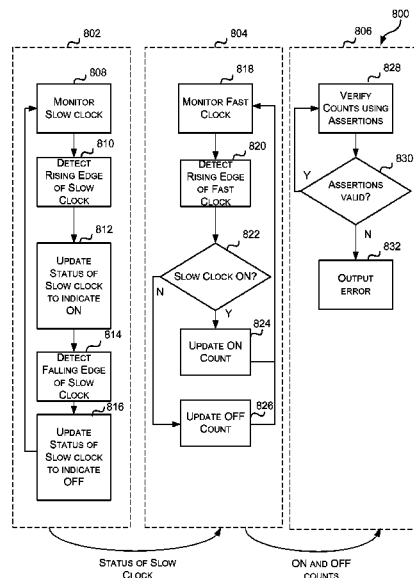 800
802
804
806
808
MONITOR
SLOW CLOCK
810
DETECT
RISING EDGE
OF SLOW
CLOCK
812
UPDATE
STATUS OF
SLOW CLOCK
TO INDICATE
ON
814
DETECT
FALLING EDGE
OF SLOW
CLOCK
816
UPDATE
STATUS OF
SLOW CLOCK
TO INDICATE
OFF
818
MONITOR FAST
CLOCK
820
DETECT
RISING EDGE
OF FAST
CLOCK
822
SLOW CLOCK ON?
N
Y
824
UPDATE ON
COUNT
826
UPDATE OFF
COUNT
828
VERIFY
COUNTS USING
ASSERTIONS
830
Y
ASSERTIONS
VALID?
N
832
OUTPUT
ERROR
STATUS OF SLOW
CLOCK
ON AND OFF
COUNTS